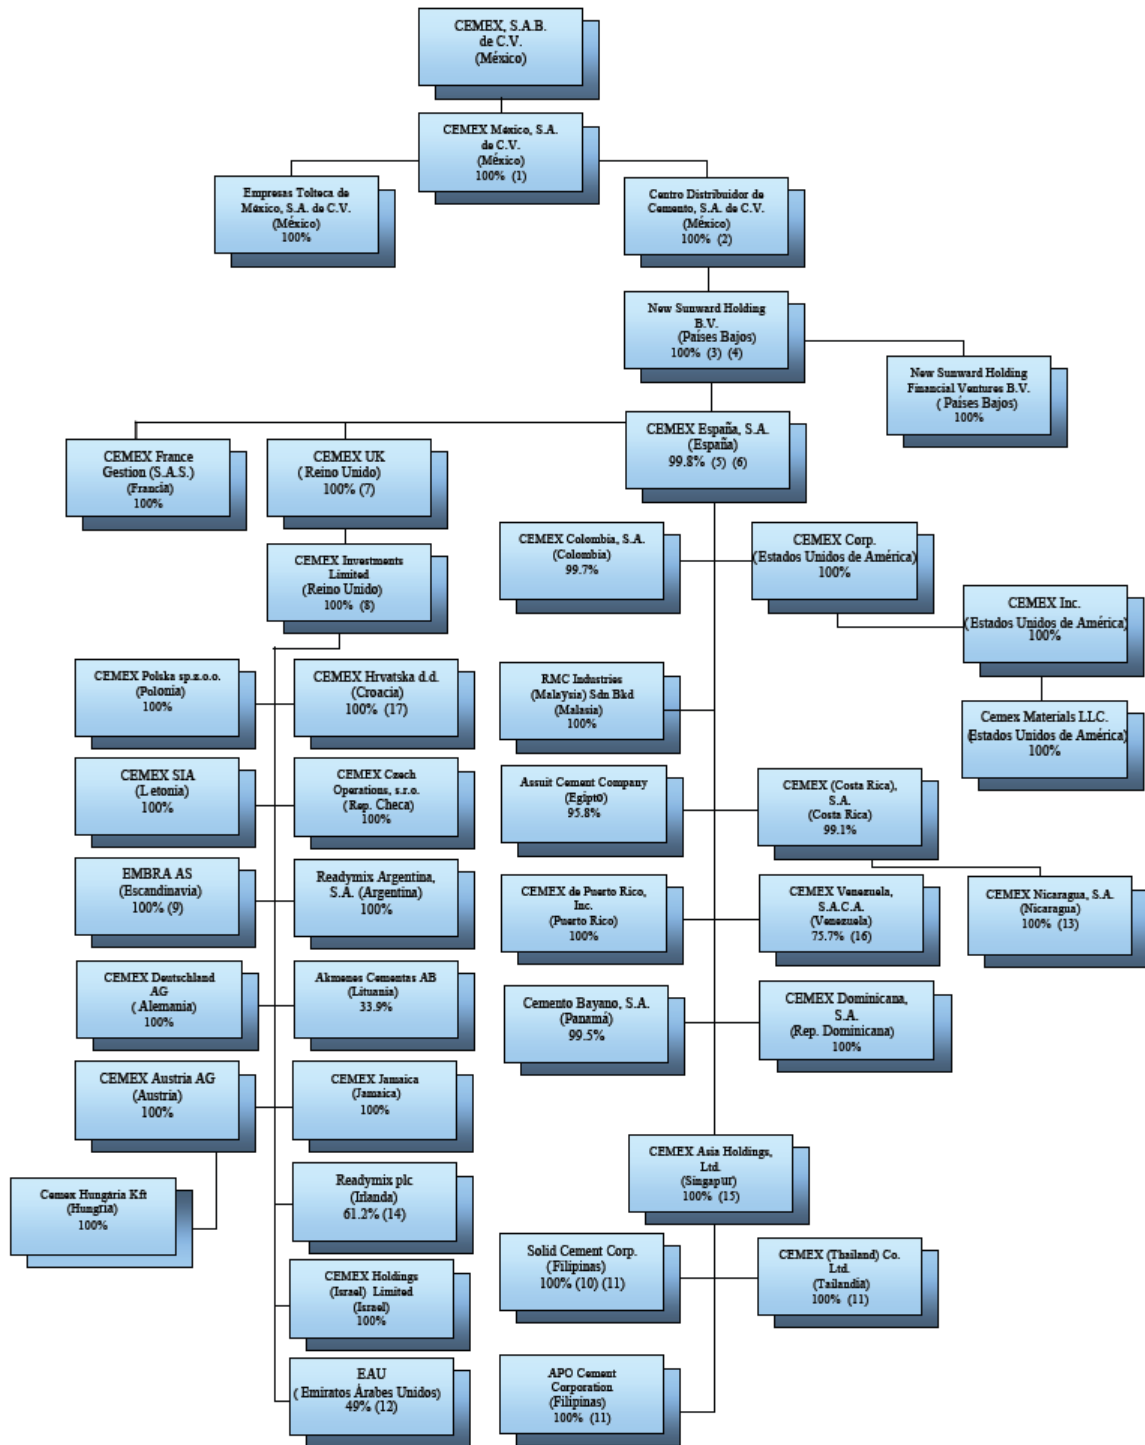 CEMEX, S.A.B.
de C.V.
(México)
CEMEX México, S.A.
de C.V.
(México)
100% (1)
Empresas Tolteca de
México, S.A. de C.V.
(México)
100%
Centro Distribuidor de
Cemento, S.A. de C.V.
(México)
100% (2)
New Sunward Holding
B.V.
(Países Bajos)
100% (3) (4)
New Sunward Holding
Financial Ventures B.V.
( Países Bajos)
100%
CEMEX España, S.A.
(España)
99.8% (5) (6)
CEMEX France
Gestion (S.A.S.)
(Francia)
100%
CEMEX UK
( Reino Unido)
100% (7)
CEMEX Investments
Limited
(Reino Unido)
100% (8)
CEMEX Colombia, S.A.
(Colombia)
99.7%
CEMEX Corp.
(Estados Unidos de América)
100%
CEMEX Inc.
(Estados Unidos de América)
100%
Cemex Materials LLC.
(Estados Unidos de América)
100%
CEMEX Polska sp.z.o.o.
(Polonia)
100%
CEMEX Hrvatska d.d.
(Croacia)
100% (17)
RMC Industries
(Malaysia) Sdn Bkd
(Malasia)
100%
CEMEX SIA
(Letonia)
100%
CEMEX Czech
Operations, s.r.o.
(Rep. Checa)
100%
Assuit Cement Company
(Egipto)
95.8%
CEMEX (Costa Rica),
S.A.
(Costa Rica)
99.1%
EMBRA AS
(Escandinavia)
100% (9)
Readymix Argentina,
S.A. (Argentina)
100%
CEMEX de Puerto Rico,
Inc.
(Puerto Rico)
100%
CEMEX Venezuela,
S.A.C.A.
(Venezuela)
75.7% (16)
CEMEX Nicaragua, S.A.
(Nicaragua)
100% (13)
CEMEX Deutschland
AG
( Alemania)
100%
Akmenes Cementas AB
(Lituania)
33.9%
Cemento Bayano, S.A.
(Panamá)
99.5%
CEMEX Dominicana,
S.A.
(Rep. Dominicana)
100%
CEMEX Austria AG
(Austria)
100%
CEMEX Jamaica
(Jamaica)
100%
CEMEX Asia Holdings,
Ltd.
(Singapur)
100% (15)
Cemex Hungária Kft
(Hungría)
100%
Readymix plc
(Irlanda)
61.2% (14)
Solid Cement Corp.
(Filipinas)
100% (10) (11)
CEMEX (Thailand) Co.
Ltd.
(Tailandia)
100% (11)
CEMEX Holdings
(Israel) Limited
(Israel)
100%
EAU
( Emiratos Árabes Unidos)
49% (12)
APO Cement
Corporation
(Filipinas)
100% (11)